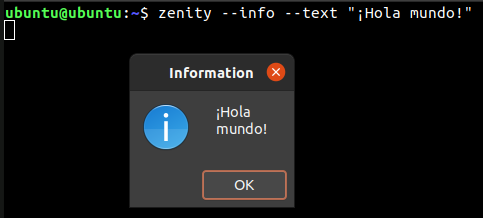 ubuntu@ubuntu:~$ zenity --info --text "¡Hola mundo!"
Information
¡Hola
mundo!
OK